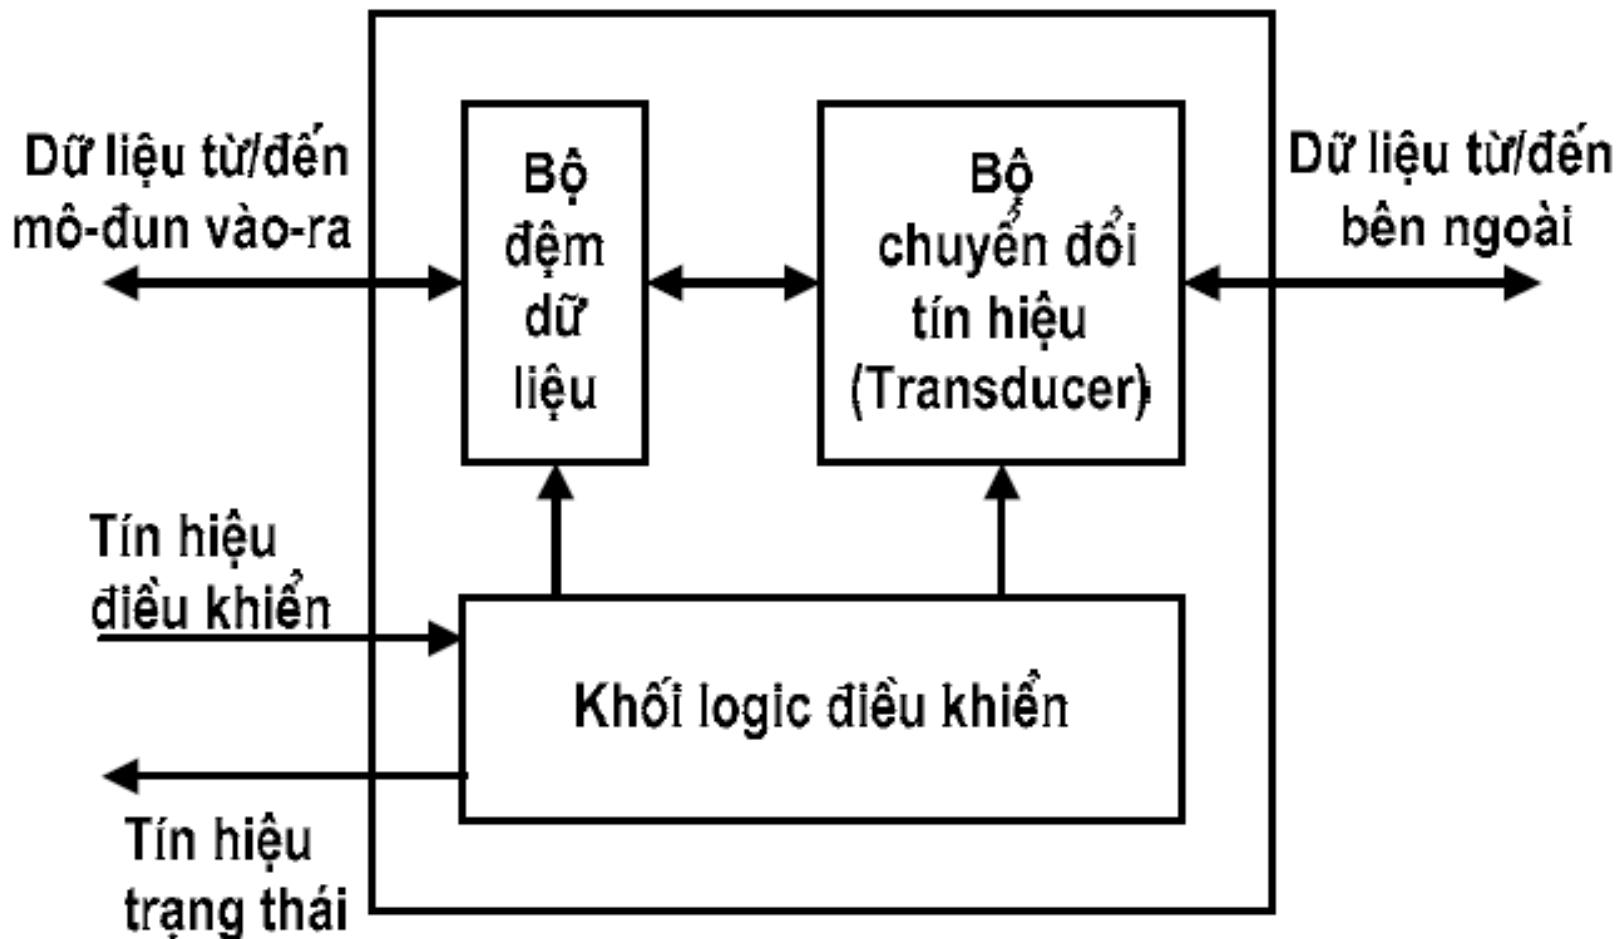 Dữ liệu từ/đến
mô-đun vào-ra
Bộ
đệm
dữ
liệu
Bộ
chuyển đổi
tín hiệu
(Transducer)
Dữ liệu từ/đến
bên ngoài
Tín hiệu
điều khiển
Khối logic điều khiển
Tín hiệu
trạng thái